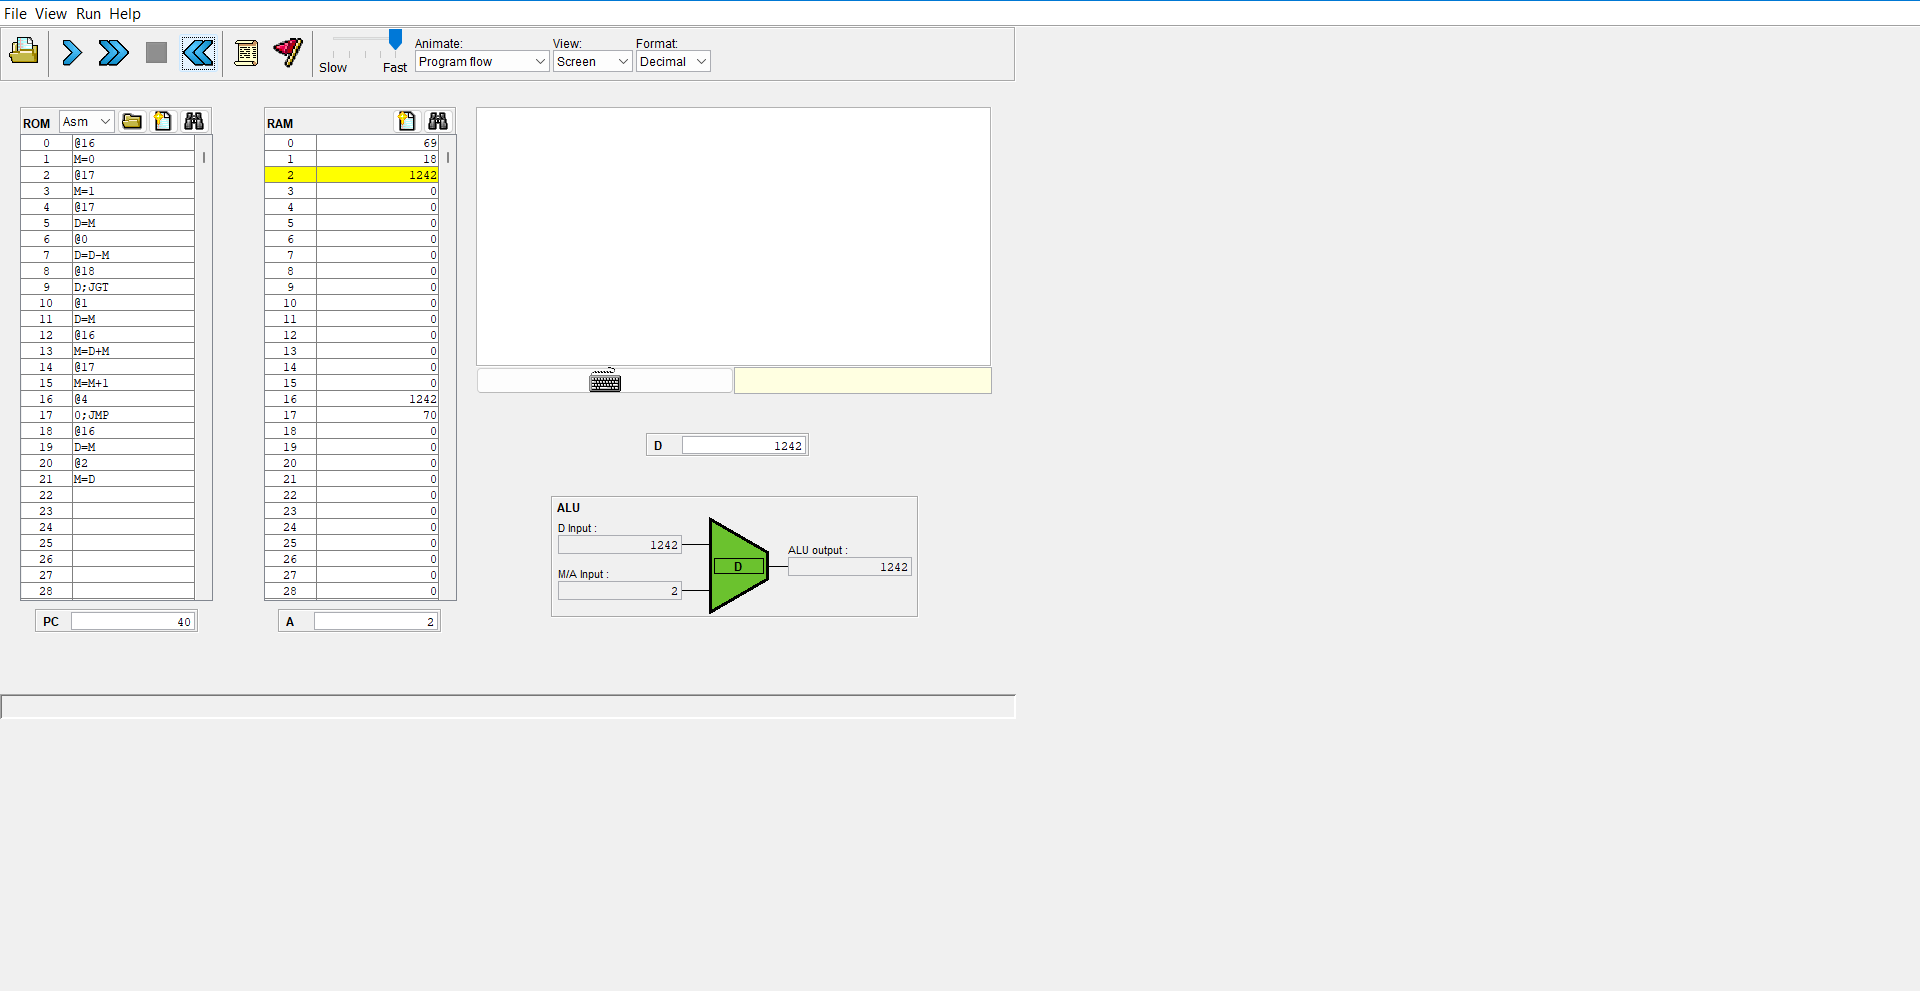 File View Run Help
Slow Fast
Animate: View: Format:
Program flow Screen Decimal
ROM Asm
0 @16
1 M=0
2 @17
3 M=1
4 @17
5 D=M
6 @0
7 D=D-M
8 @18
9 D;JGT
10 @1
11 D=M
12 @16
13 M=D+M
14 @17
15 M=M+1
16 @4
17 0;JMP
18 @16
19 D=M
20 @2
21 M=D
22
23
24
25
26
27
28
PC 40
RAM
0 69
1 18
2 1242
3 0
4 0
5 0
6 0
7 0
8 0
9 0
10 0
11 0
12 0
13 0
14 0
15 0
16 1242
17 70
18 0
19 0
20 0
21 0
22 0
23 0
24 0
25 0
26 0
27 0
28 0
A 2
D 1242
ALU
D Input :
1242
M/A Input :
2
D
ALU output :
1242